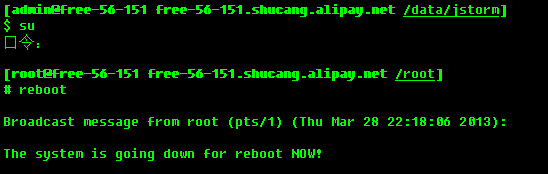 [admin@free-56-151 free-56-151.shucang.alipay.net /data/jstorm]
$ su
口令:
[root@free-56-151 free-56-151.shucang.alipay.net /root]
# reboot
Broadcast message from root (pts/1) (Thu Mar 28 22:18:06 2013):
The system is going down for reboot NOW!